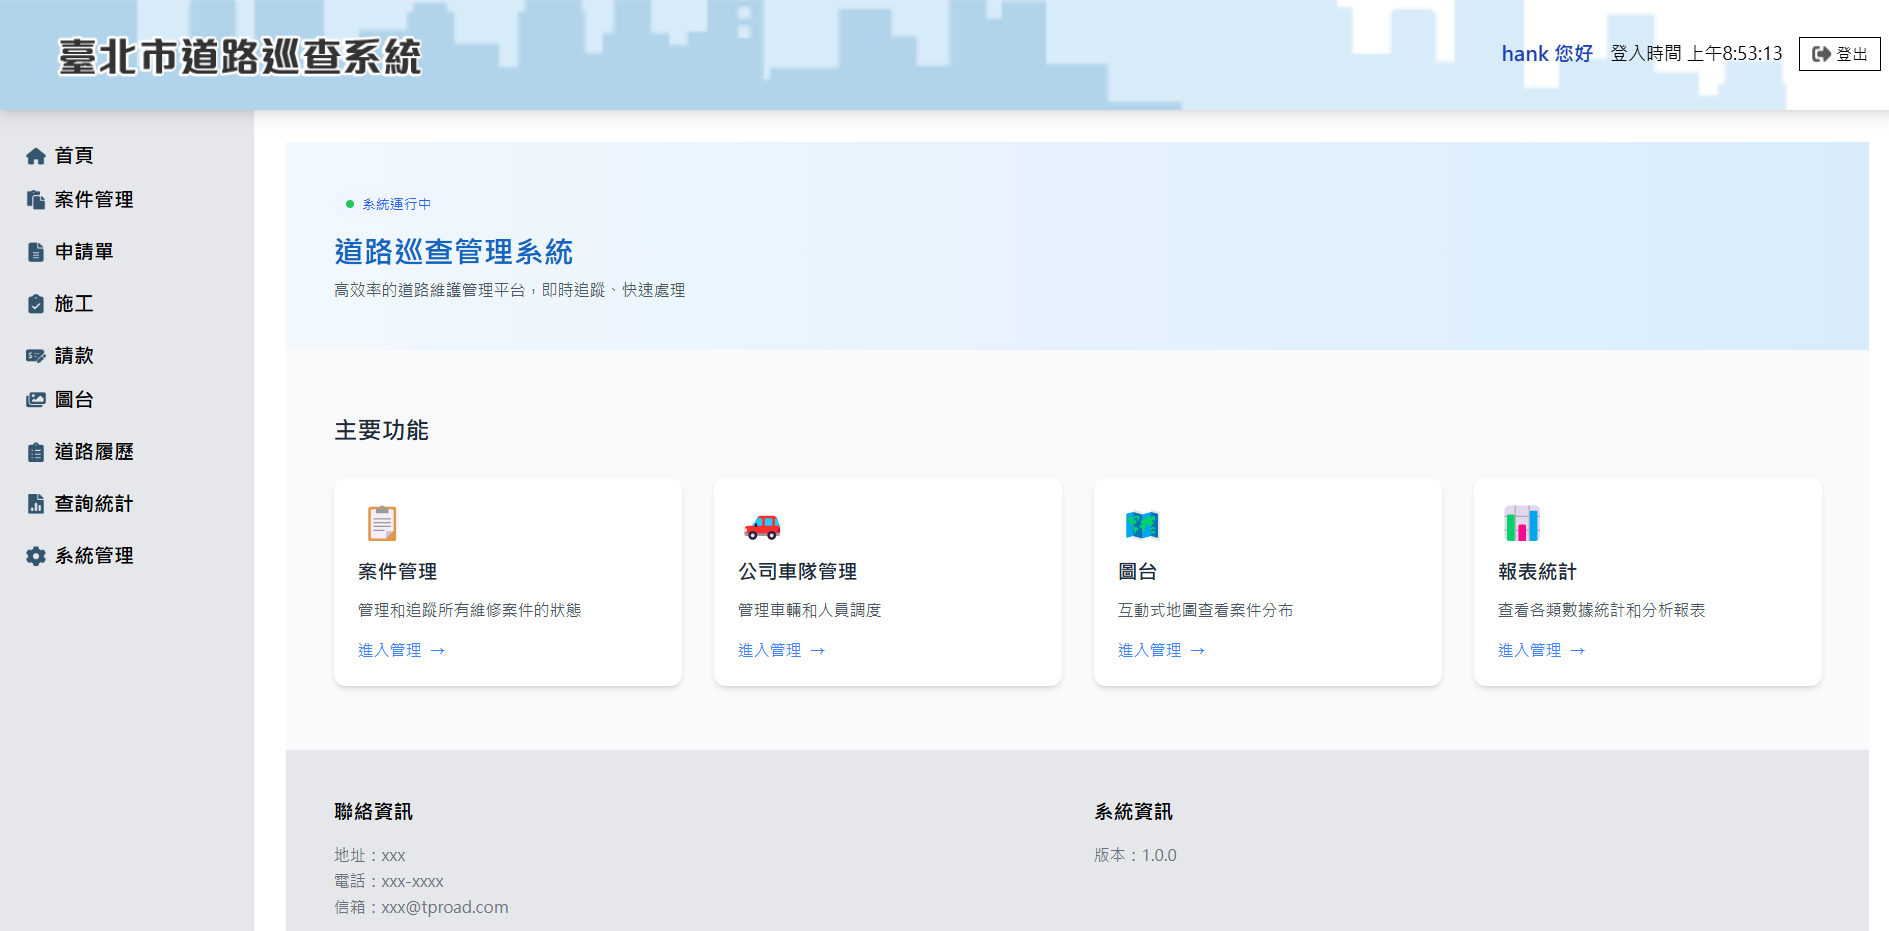 臺北市道路巡查系統
hank 您好 登入時間 上午8:53:13 登出
首頁
案件管理
申請單
施工
請款
圖台
道路履歷
查詢統計
系統管理
系統運行中
道路巡查管理系統
高效率的道路維護管理平台，即時追蹤、快速處理
主要功能
案件管理
管理和追蹤所有維修案件的狀態
進入管理 →
公司車隊管理
管理車輛和人員調度
進入管理 →
圖台
互動式地圖查看案件分布
進入管理 →
報表統計
查看各類數據統計和分析報表
進入管理 →
聯絡資訊
地址：xxx
電話：xxx-xxxx
信箱：xxx@tproad.com
系統資訊
版本：1.0.0